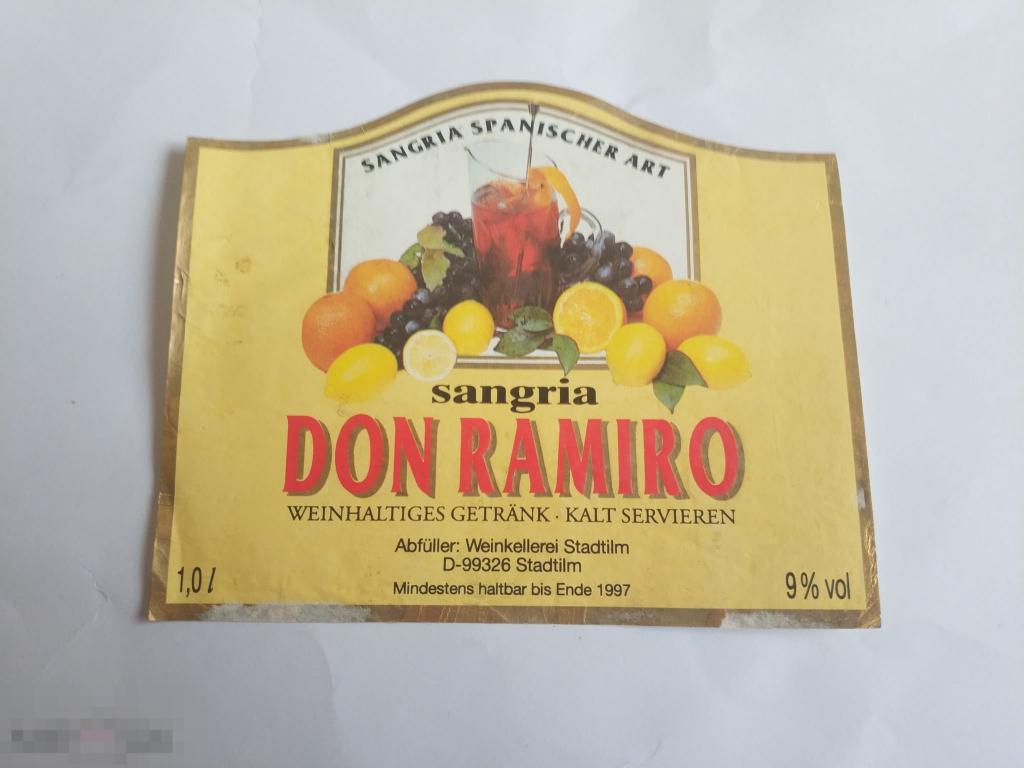 SANGRIA SPANISCHER ART
sangria
DON RAMIRO
WEINHALTIGES GETRÄNK · KALT SERVIEREN
Abfüller: Weinkellerei Stadtilm
D-99326 Stadtilm
Mindestens haltbar bis Ende 1997
1,0 l
9% vol